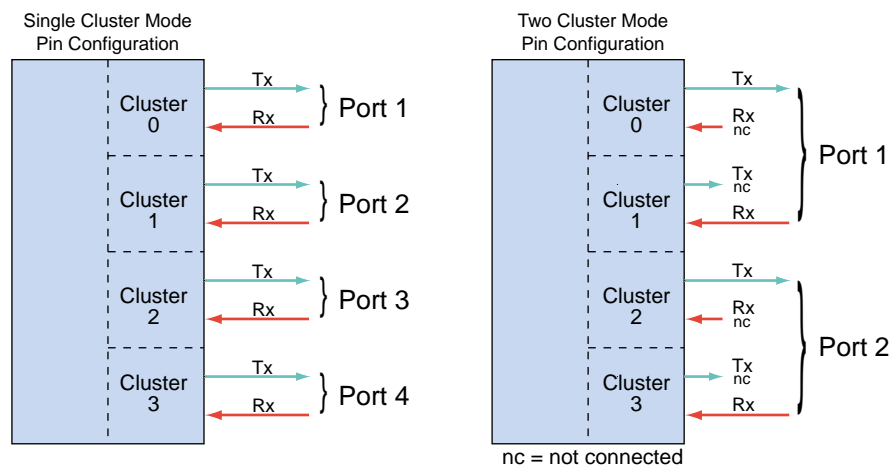 Single Cluster Mode
Pin Configuration
Cluster
0
Tx
Rx
Port 1
Cluster
1
Tx
Rx
Port 2
Cluster
2
Tx
Rx
Port 3
Cluster
3
Tx
Rx
Port 4
Two Cluster Mode
Pin Configuration
Cluster
0
Tx
Rx
nc
Cluster
1
Tx
nc
Rx
Port 1
Cluster
2
Tx
Rx
nc
Cluster
3
Tx
nc
Rx
Port 2
nc = not connected